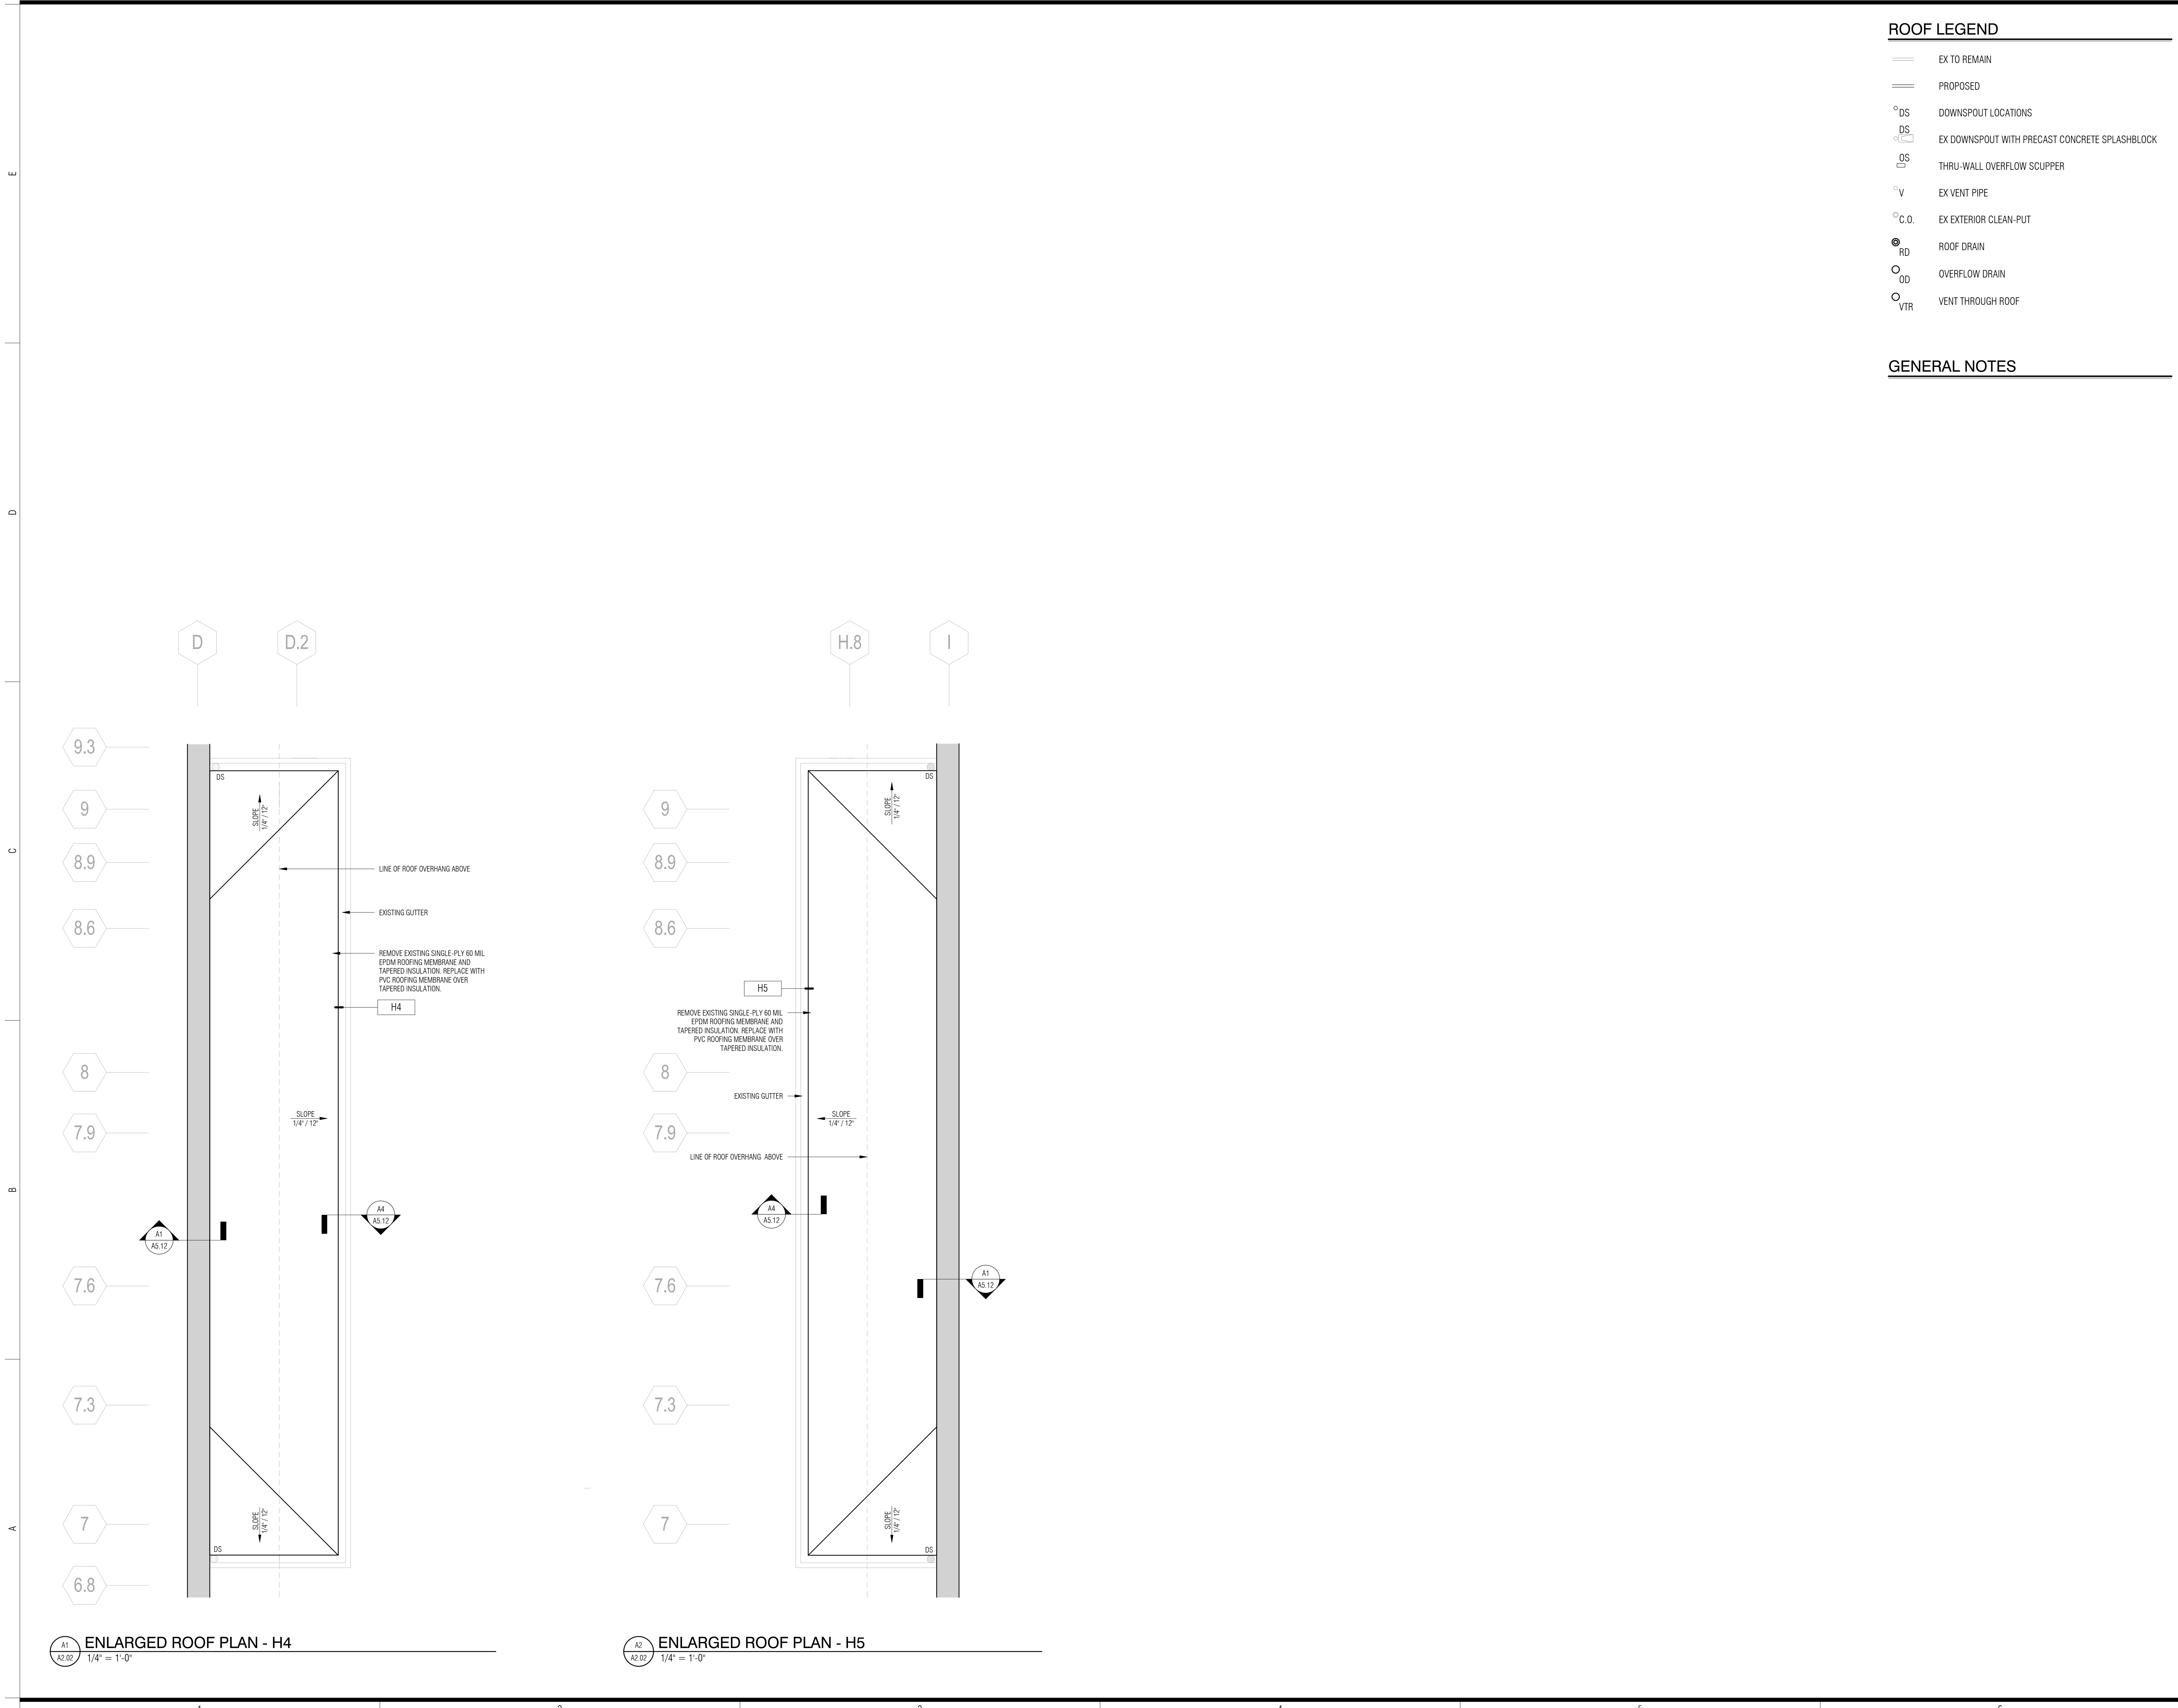 ROOF LEGEND
EX TO REMAIN
PROPOSED
DS DOWNSPOUT LOCATIONS
DS
EX DOWNSPOUT WITH PRECAST CONCRETE SPLASHBLOCK
OS
THRU-WALL OVERFLOW SCUPPER
V EX VENT PIPE
C.O. EX EXTERIOR CLEAN-PUT
RD ROOF DRAIN
OD OVERFLOW DRAIN
VTR VENT THROUGH ROOF
GENERAL NOTES
E
D
C
B
A
D D.2
9.3
9
8.9
8.6
8
7.9
7.6
7.3
7
6.8
DS
SLOPE
1/4" / 12"
LINE OF ROOF OVERHANG ABOVE
EXISTING GUTTER
REMOVE EXISTING SINGLE-PLY 60 MIL
EPDM ROOFING MEMBRANE AND
TAPERED INSULATION. REPLACE WITH
PVC ROOFING MEMBRANE OVER
TAPERED INSULATION.
H4
SLOPE
1/4" / 12"
A4
A5.12
A1
A5.12
SLOPE
1/4" / 12"
DS
A1
A2.02
ENLARGED ROOF PLAN - H4
1/4" = 1'-0"
H.8 I
9
8.9
8.6
8
7.9
7.6
7.3
7
DS
SLOPE
1/4" / 12"
H5
REMOVE EXISTING SINGLE-PLY 60 MIL
EPDM ROOFING MEMBRANE AND
TAPERED INSULATION. REPLACE WITH
PVC ROOFING MEMBRANE OVER
TAPERED INSULATION.
EXISTING GUTTER
SLOPE
1/4" / 12"
LINE OF ROOF OVERHANG ABOVE
A4
A5.12
A1
A5.12
SLOPE
1/4" / 12"
DS
A2
A2.02
ENLARGED ROOF PLAN - H5
1/4" = 1'-0"